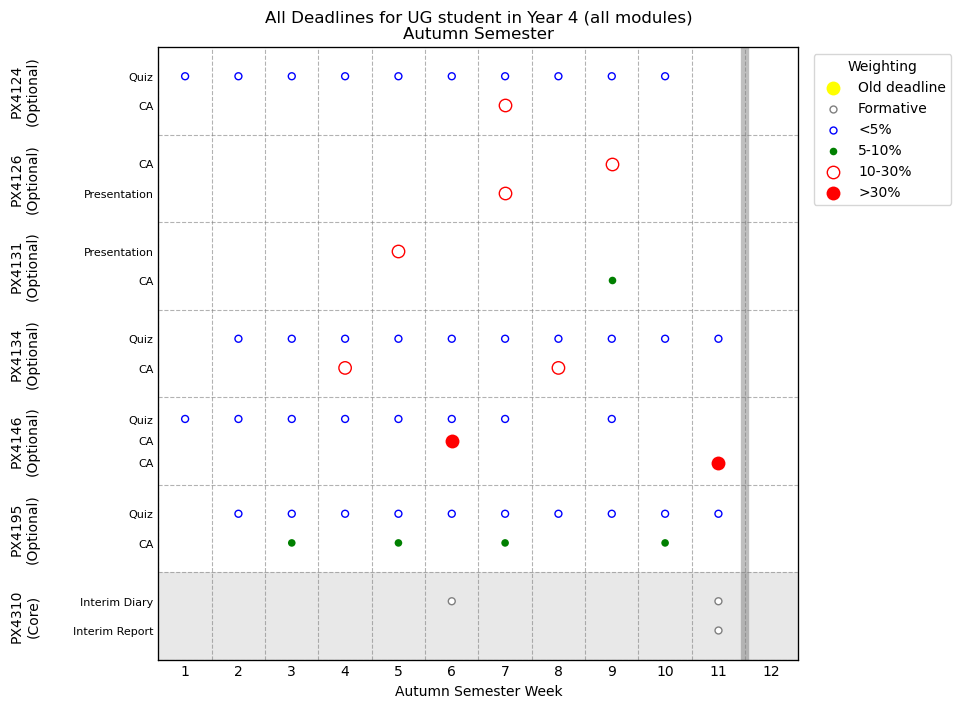 All Deadlines for UG student in Year 4 (all modules)
Autumn Semester
PX4124
(Optional)
Quiz
CA
PX4126
(Optional)
CA
Presentation
PX4131
(Optional)
Presentation
CA
PX4134
(Optional)
Quiz
CA
PX4146
(Optional)
Quiz
CA
CA
PX4195
(Optional)
Quiz
CA
PX4310
(Core)
Interim Diary
Interim Report
1 2 3 4 5 6 7 8 9 10 11 12
Autumn Semester Week
Weighting
Old deadline
Formative
<5%
5-10%
10-30%
>30%